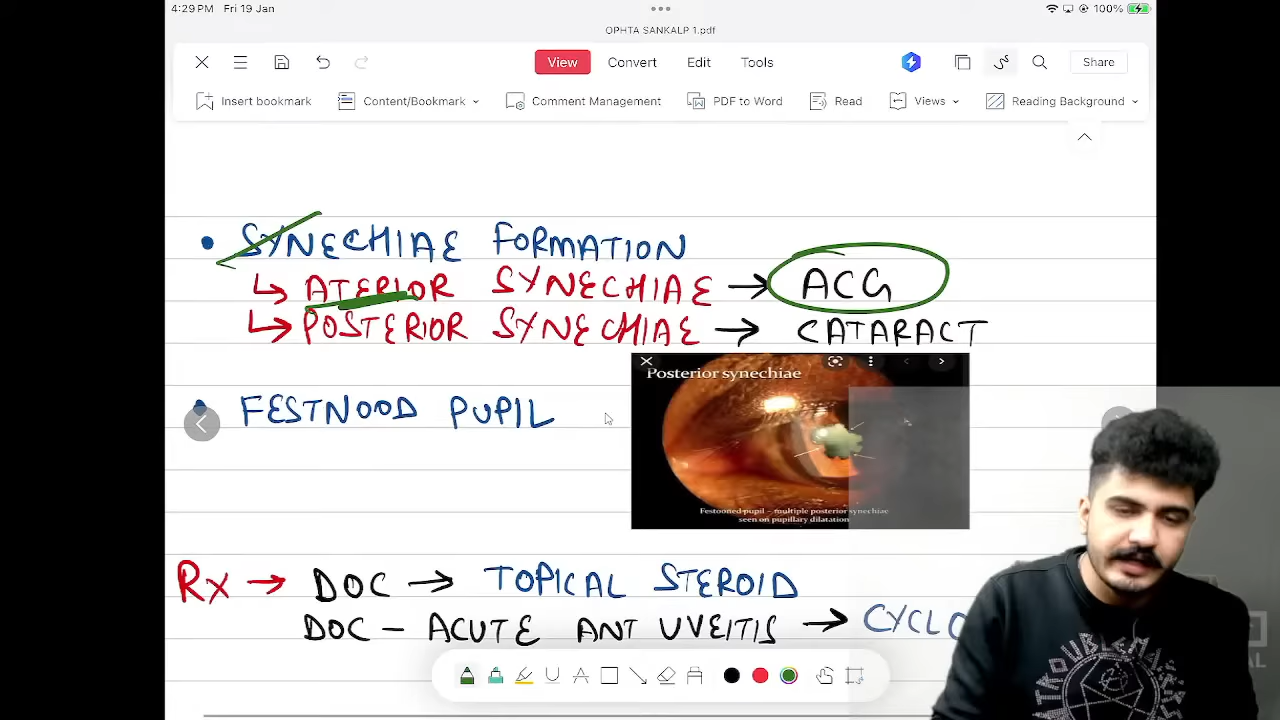 4:29 PM Fri 19 Jan
100%
OPHTA SANKALP 1.pdf
View Convert Edit Tools
Share
Insert bookmark Content/Bookmark Comment Management PDF to Word Read Views Reading Background
SYNECHIAE FORMATION
ATERIOR SYNECHIAE → ACG
POSTERIOR SYNECHIAE → CATARACT
Posterior synechiae
FESTNOOD PUPIL
Festooned pupil – multiple posterior synechiae
seen on pupillary dilatation
Rx → DOC → TOPICAL STEROID
DOC – ACUTE ANT UVEITIS → CYCLO